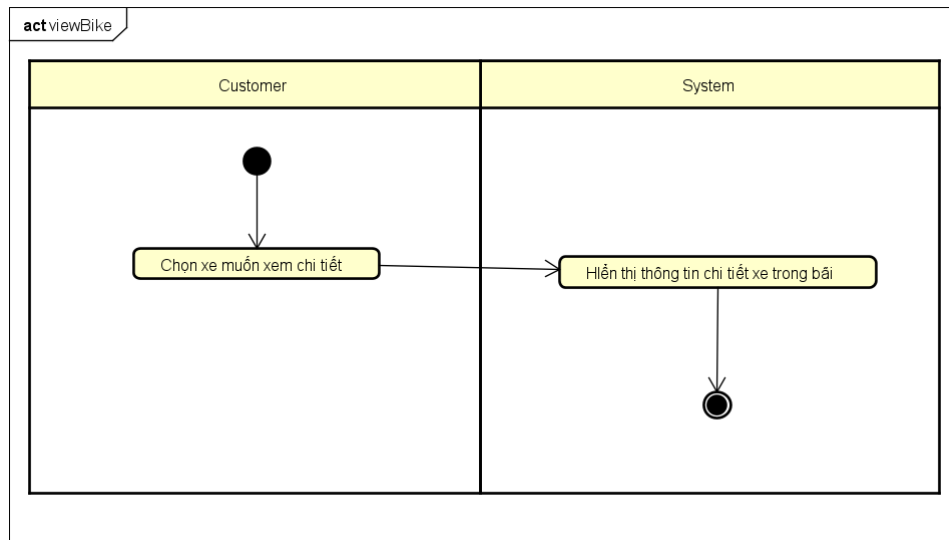 act viewBike
Customer
System
Chọn xe muốn xem chi tiết
HIển thị thông tin chi tiết xe trong bãi